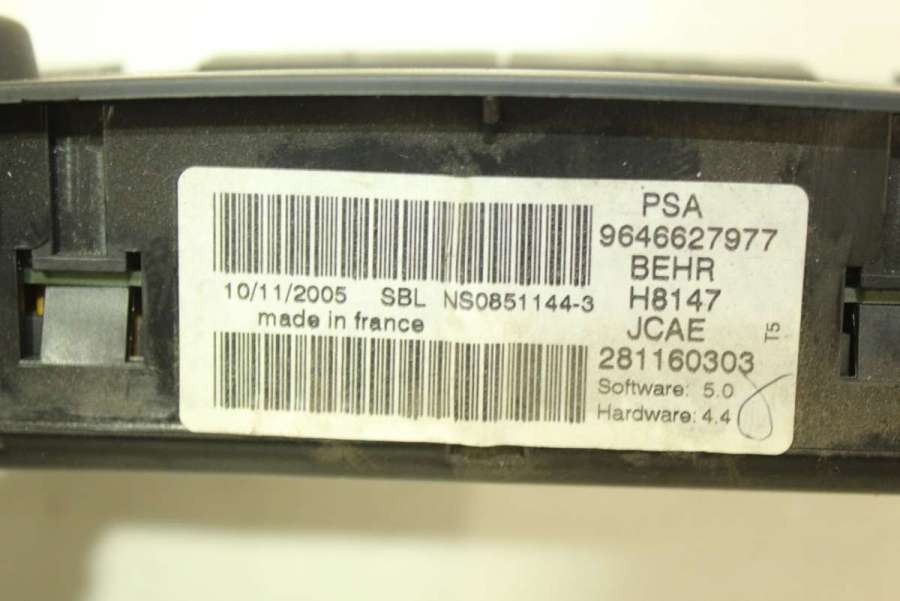 PSA
9646627977
BEHR
10/11/2005 SBL NS0851144-3
H8147
made in france
JCAE
T5
281160303
Software: 5.0
Hardware: 4.4